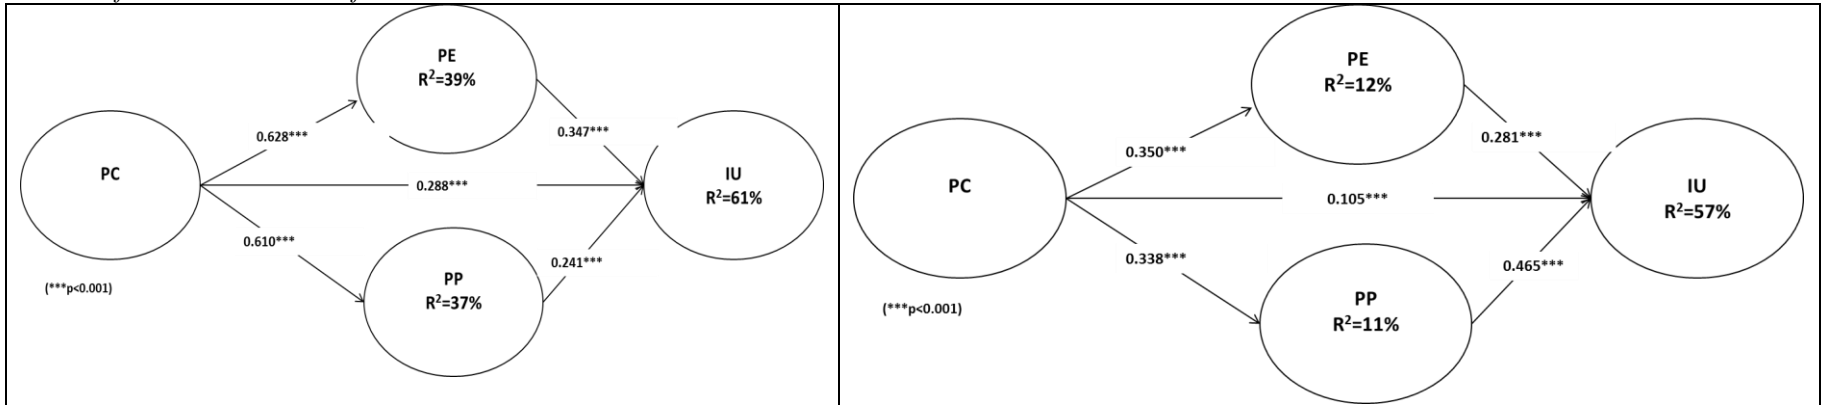 PE
R²=39%
0.628***
0.347***
PC
0.288***
IU
R²=61%
0.610***
0.241***
PP
R²=37%
(***p<0.001)
PE
R²=12%
0.281***
0.350***
PC
0.105***
IU
R²=57%
0.338***
0.465***
PP
R²=11%
(***p<0.001)